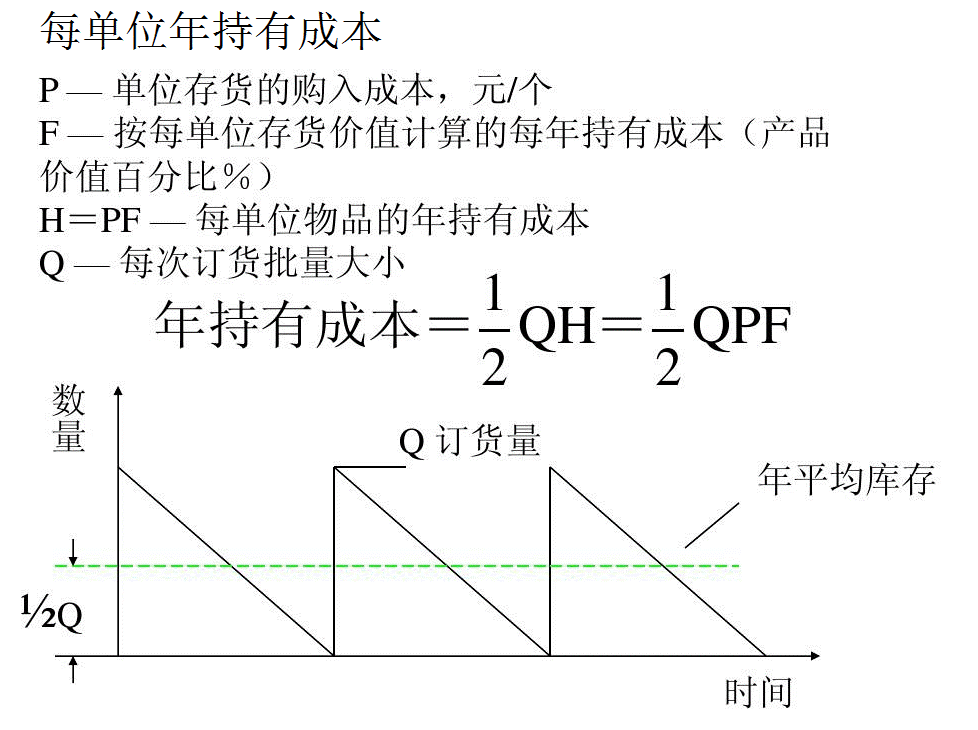 每单位年持有成本
P — 单位存货的购入成本，元/个
F — 按每单位存货价值计算的每年持有成本（产品
价值百分比％）
H＝PF — 每单位物品的年持有成本
Q — 每次订货批量大小
年持有成本＝1/2 QH＝1/2 QPF
数量
Q 订货量
年平均库存
½Q
时间